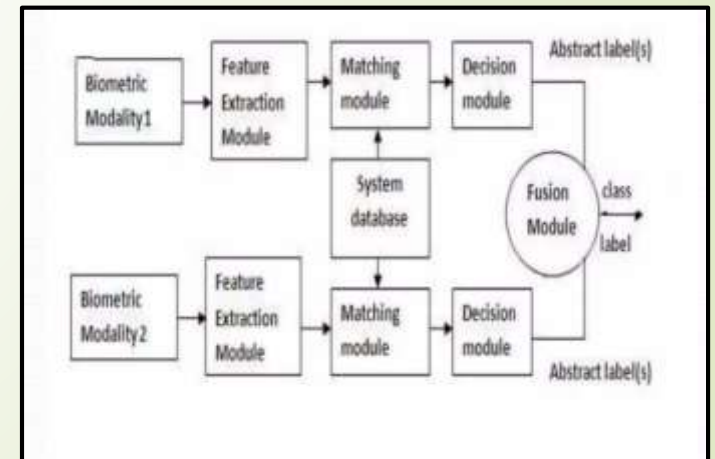 Biometric
Modality1
Feature
Extraction
Module
Matching
module
Decision
module
Abstract label(s)
System
database
Fusion
Module
class
label
Biometric
Modality2
Feature
Extraction
Module
Matching
module
Decision
module
Abstract label(s)